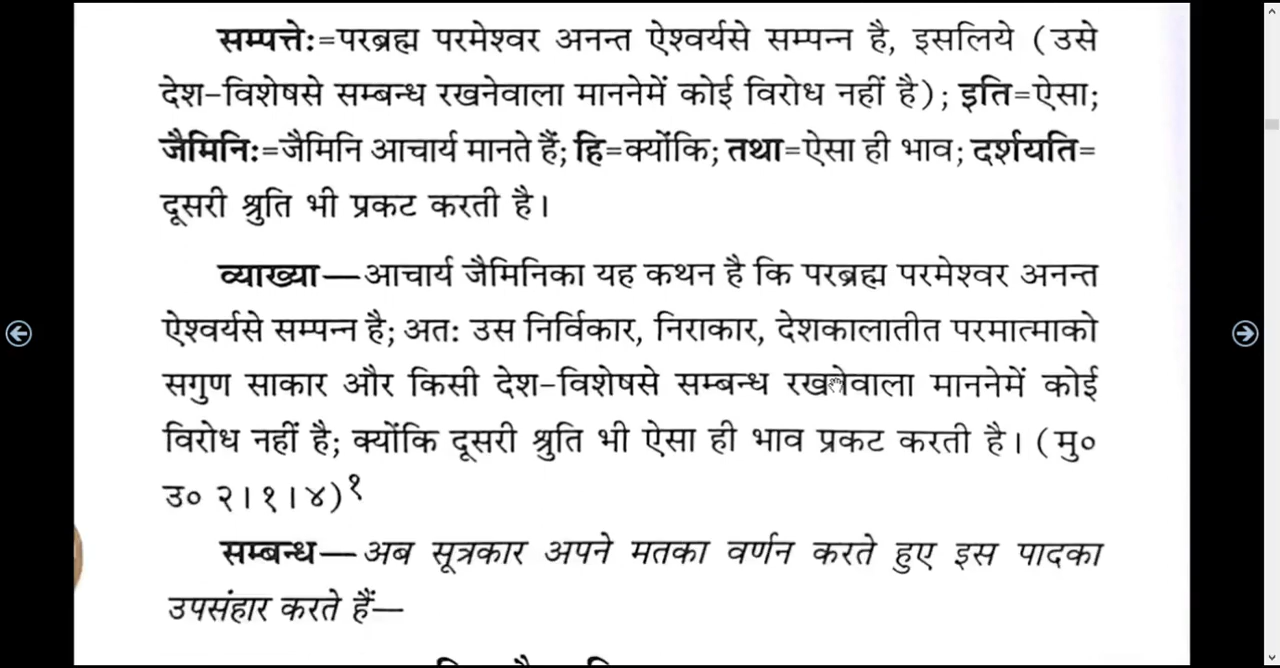 सम्पत्तेः=परब्रह्म परमेश्वर अनन्त ऐश्वर्यसे सम्पन्न है, इसलिये (उसे
देश-विशेषसे सम्बन्ध रखनेवाला माननेमें कोई विरोध नहीं है); इति=ऐसा;
जैमिनिः=जैमिनि आचार्य मानते हैं; हि=क्योंकि; तथा=ऐसा ही भाव; दर्शयति=
दूसरी श्रुति भी प्रकट करती है।
व्याख्या—आचार्य जैमिनिका यह कथन है कि परब्रह्म परमेश्वर अनन्त
ऐश्वर्यसे सम्पन्न है; अतः उस निर्विकार, निराकार, देशकालातीत परमात्माको
सगुण साकार और किसी देश-विशेषसे सम्बन्ध रखनेवाला माननेमें कोई
विरोध नहीं है; क्योंकि दूसरी श्रुति भी ऐसा ही भाव प्रकट करती है। (मु०
उ० २।१।४)१
सम्बन्ध—अब सूत्रकार अपने मतका वर्णन करते हुए इस पादका
उपसंहार करते हैं—